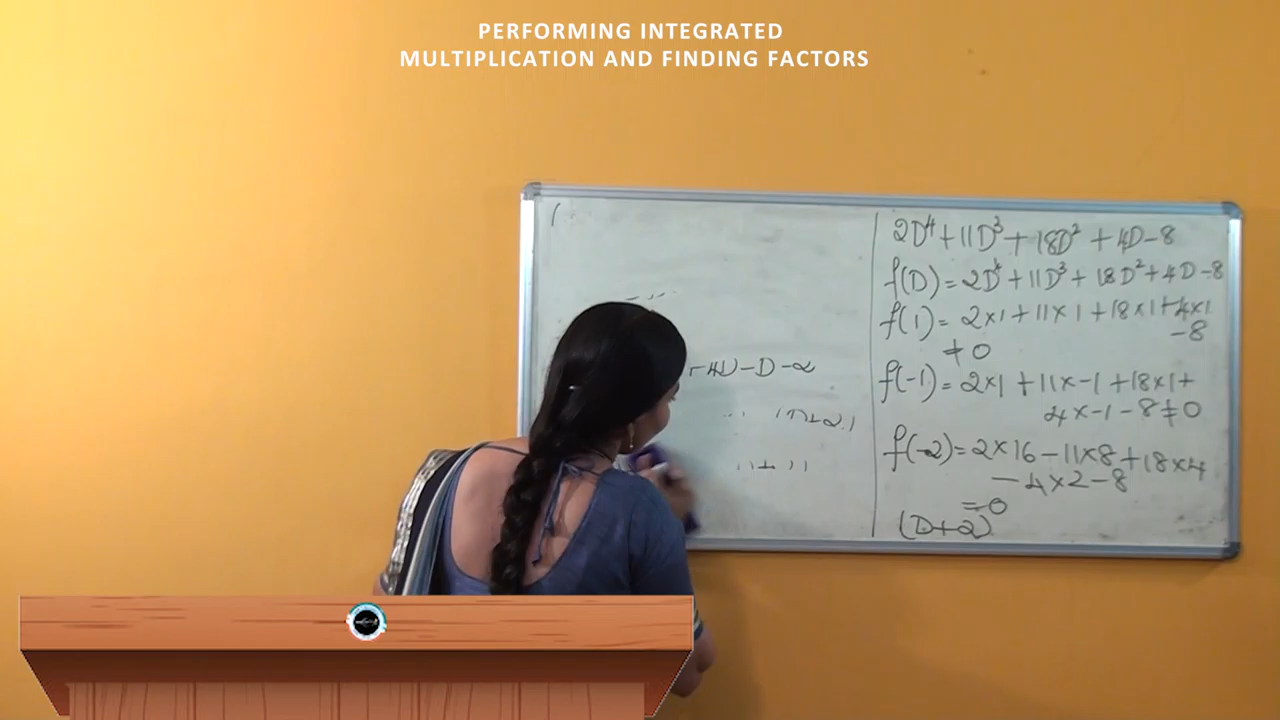 PERFORMING INTEGRATED
MULTIPLICATION AND FINDING FACTORS
+4D-D-2
2D⁴+11D³+18D²+4D-8
f(D)=2D⁴+11D³+18D²+4D-8
f(1)=2×1+11×1+18×1+4×1
-8
≠0
f(-1)=2×1+11×-1+18×1+
4×-1-8≠0
f(-2)=2×16-11×8+18×4
-4×2-8
=0
(D+2)